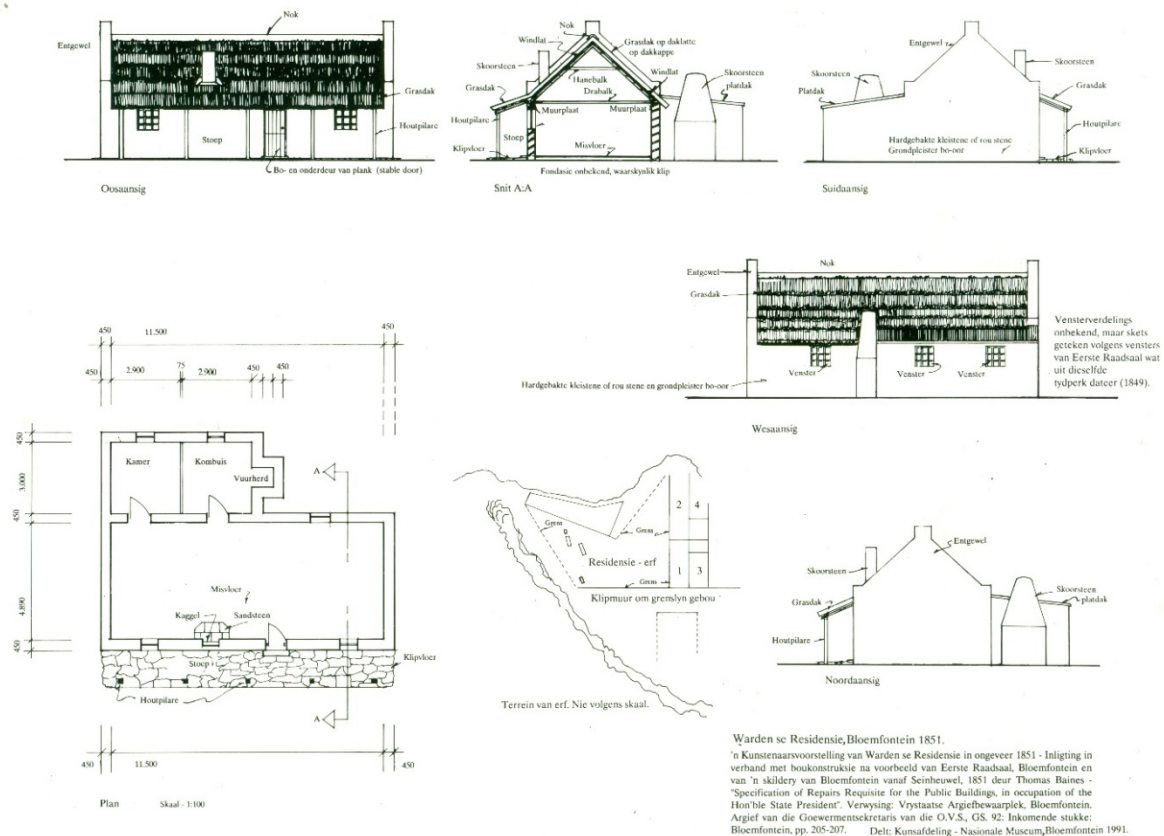 Nok
Entgewel
Grasdak
Stoep
Houtpilare
Bo- en onderdeur van plank (stable door)
Oosaansig
Nok
Windlat
Grasdak op daklatte
op dakkappe
Skoorsteen
Hanebalk
Windlat
Skoorsteen
platdak
Grasdak
Drabalk
Muurplaat
Muurplaat
Houtpilare
Stoep
Klipvloer
Misvloer
Fondasie onbekend, waarskynlik klip
Snit A:A
Entgewel
Skoorsteen
Skoorsteen
Platdak
Grasdak
Houtpilare
Hardgebakte kleistene of rou stene
Grondpleister bo-oor
Klipvloer
Suidaansig
Nok
Entgewel
Grasdak
Venster
Venster
Venster
Hardgebakte kleistene of rou stene en grondpleister bo-oor
Vensterverdelings
onbekend, maar skets
geteken volgens vensters
van Eerste Raadsaal wat
uit dieselfde
tydperk dateer (1849).
Wesaansig
450
11.500
450
2.900
75
2.900
450
450
450
3.000
450
4.890
450
Kamer
Kombuis
Vuurherd
A
Misvloer
Kaggel
Sandsteen
Stoep
Klipvloer
Houtpilare
A
450
11.500
450
Plan
Skaal - 1:100
Grens
Grens
2
4
Residensie - erf
Grens
1
3
Klipmuur om grenslyn gebou
Terrein van erf. Nie volgens skaal.
Entgewel
Skoorsteen
Skoorsteen
platdak
Grasdak
Houtpilare
Noordaansig
Warden se Residensie, Bloemfontein 1851.
'n Kunstenaarsvoorstelling van Warden se Residensie in ongeveer 1851 - Inligting in
verband met boukonstruksie na voorbeeld van Eerste Raadsaal, Bloemfontein en
van 'n skildery van Bloemfontein vanaf Seinheuwel, 1851 deur Thomas Baines -
"Specification of Repairs Requisite for the Public Buildings, in occupation of the
Hon'ble State President". Verwysing: Vrystaatse Argiefbewaarplek, Bloemfontein.
Argief van die Goewermentsekretaris van die O.V.S., GS. 92: Inkomende stukke:
Bloemfontein, pp. 205-207. Delt: Kunsafdeling - Nasionale Museum, Bloemfontein 1991.